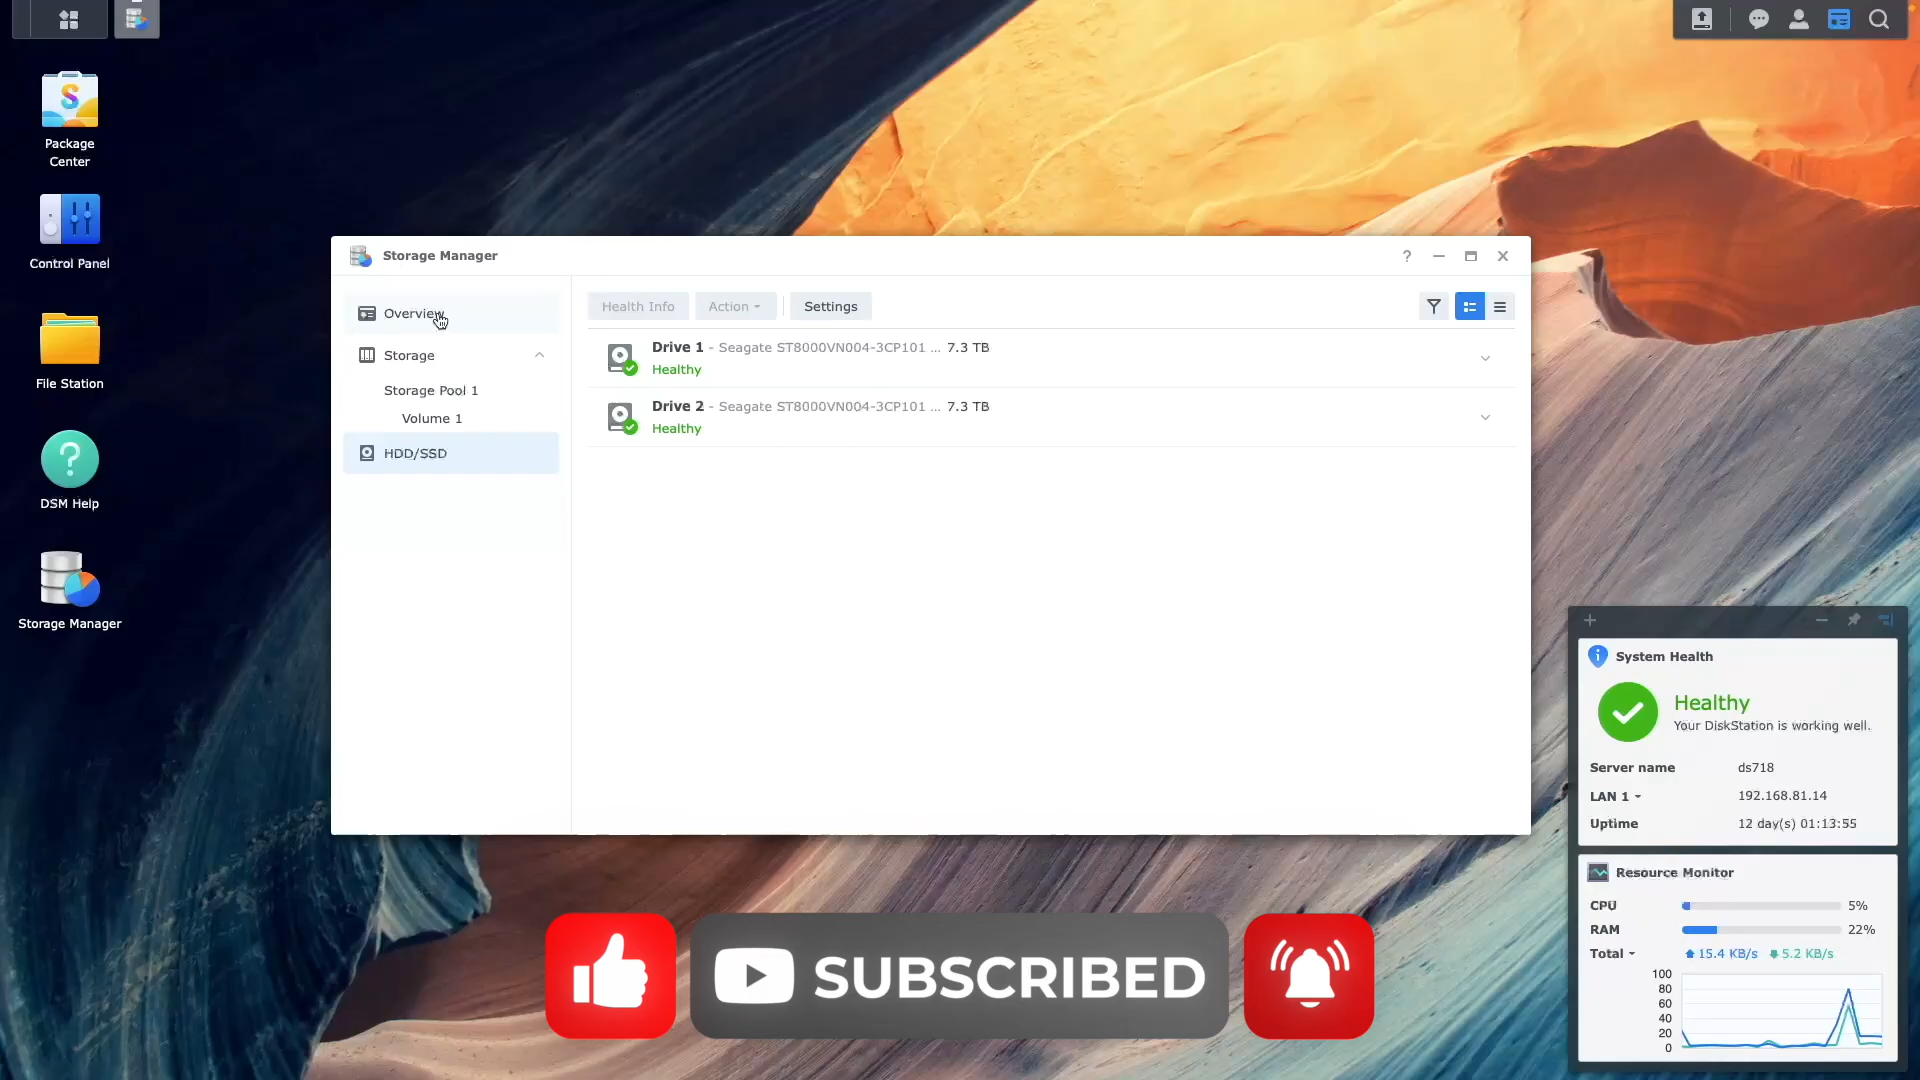 Package
Center
Control Panel
File Station
DSM Help
Storage Manager
Storage Manager
Overview
Storage
Storage Pool 1
Volume 1
HDD/SSD
Health Info
Action
Settings
Drive 1 - Seagate ST8000VN004-3CP101 ... 7.3 TB
Healthy
Drive 2 - Seagate ST8000VN004-3CP101 ... 7.3 TB
Healthy
System Health
Healthy
Your DiskStation is working well.
Server name ds718
LAN 1 192.168.81.14
Uptime 12 day(s) 01:13:55
Resource Monitor
CPU 5%
RAM 22%
Total 15.4 KB/s 5.2 KB/s
100
80
60
40
20
0
SUBSCRIBED